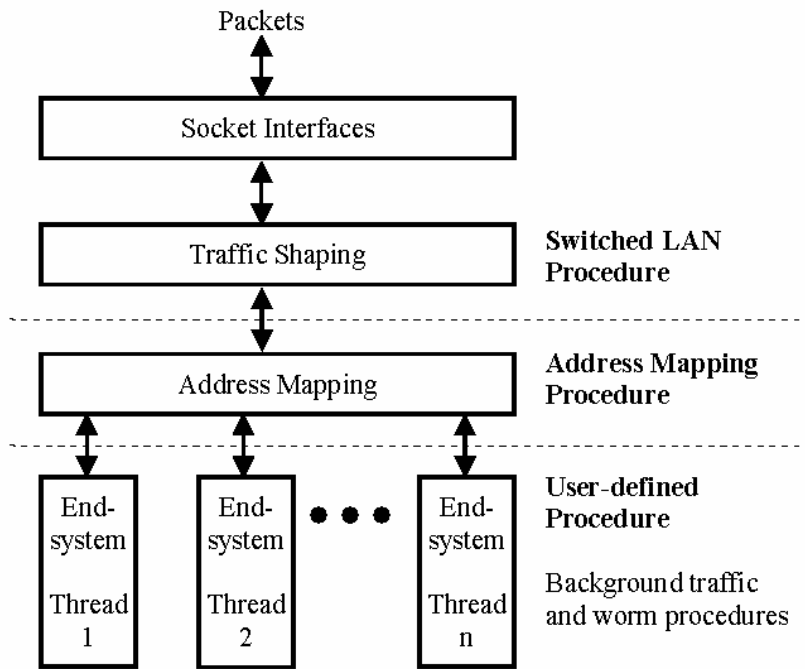 Packets
Socket Interfaces
Traffic Shaping
Switched LAN
Procedure
Address Mapping
Address Mapping
Procedure
End-
system
Thread
1
End-
system
Thread
2
End-
system
Thread
n
User-defined
Procedure
Background traffic
and worm procedures